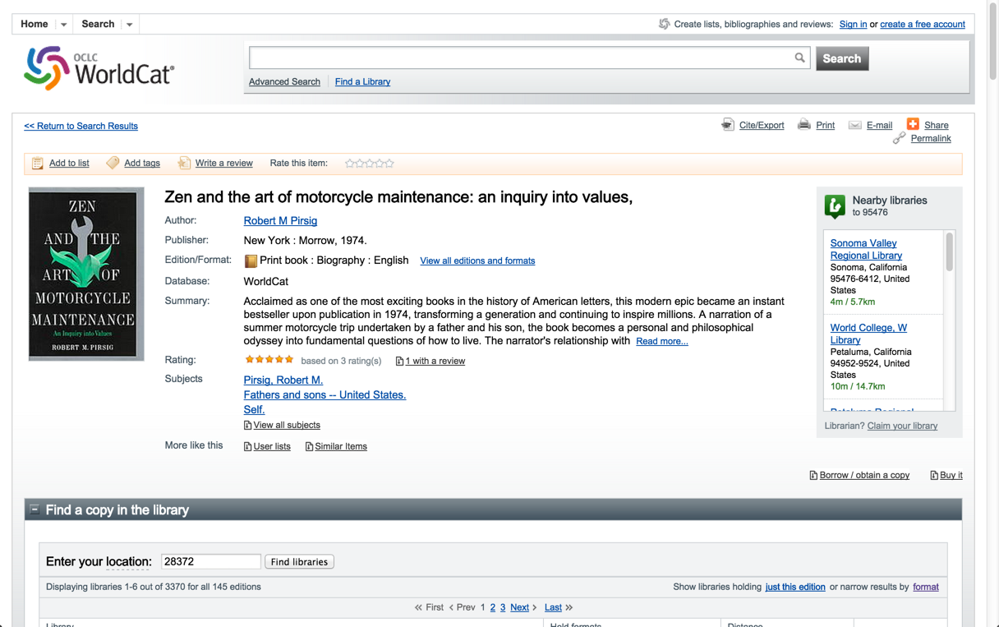 Home Search Create lists, bibliographies and reviews: Sign in or create a free account
OCLC
WorldCat®
Search
Advanced Search Find a Library
<< Return to Search Results
Cite/Export Print E-mail Share
Permalink
Add to list Add tags Write a review Rate this item:
ZEN
AND THE
ART OF
MOTORCYCLE
MAINTENANCE
An Inquiry into Values
ROBERT M. PIRSIG
Zen and the art of motorcycle maintenance: an inquiry into values,
Author: Robert M Pirsig
Publisher: New York : Morrow, 1974.
Edition/Format: Print book : Biography : English View all editions and formats
Database: WorldCat
Summary: Acclaimed as one of the most exciting books in the history of American letters, this modern epic became an instant
bestseller upon publication in 1974, transforming a generation and continuing to inspire millions. A narration of a
summer motorcycle trip undertaken by a father and his son, the book becomes a personal and philosophical
odyssey into fundamental questions of how to live. The narrator's relationship with Read more...
Rating: based on 3 rating(s) 1 with a review
Subjects Pirsig, Robert M.
Fathers and sons -- United States.
Self.
View all subjects
More like this User lists Similar Items
Nearby libraries
to 95476
Sonoma Valley
Regional Library
Sonoma, California
95476-6412, United
States
4m / 5.7km
World College, W
Library
Petaluma, California
94952-9524, United
States
10m / 14.7km
Petaluma Regional
Librarian? Claim your library
Borrow / obtain a copy Buy it
Find a copy in the library
Enter your location: 28372 Find libraries
Displaying libraries 1-6 out of 3370 for all 145 editions Show libraries holding just this edition or narrow results by format
<< First < Prev 1 2 3 Next > Last >>
Library Held formats Distance